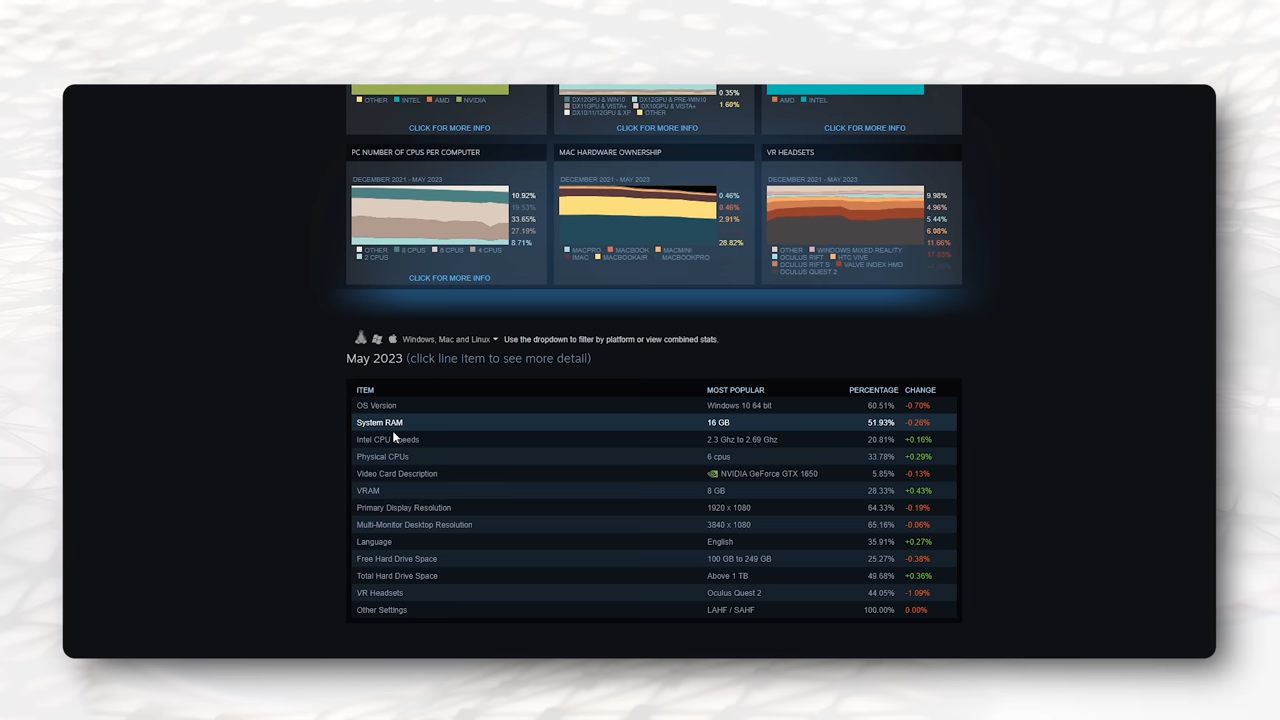 OTHER INTEL AMD NVIDIA
DX12GPU & WIN10 DX12GPU & PRE-WIN10
DX11GPU & VISTA+ DX10GPU & VISTA+
DX10/11/12GPU & XP OTHER
0.35%
1.60%
AMD INTEL
CLICK FOR MORE INFO
CLICK FOR MORE INFO
CLICK FOR MORE INFO
PC NUMBER OF CPUS PER COMPUTER
DECEMBER 2021 - MAY 2023
10.92%
19.53%
33.65%
27.19%
8.71%
OTHER 8 CPUS 6 CPUS 4 CPUS
2 CPUS
CLICK FOR MORE INFO
MAC HARDWARE OWNERSHIP
DECEMBER 2021 - MAY 2023
0.46%
0.46%
2.91%
28.82%
MACPRO MACBOOK MACMINI
IMAC MACBOOKAIR MACBOOKPRO
VR HEADSETS
DECEMBER 2021 - MAY 2023
9.98%
4.96%
5.44%
6.08%
11.66%
17.83%
OTHER WINDOWS MIXED REALITY
OCULUS RIFT HTC VIVE
OCULUS RIFT S VALVE INDEX HMD
OCULUS QUEST 2
Windows, Mac and Linux Use the dropdown to filter by platform or view combined stats.
May 2023 (click line item to see more detail)
ITEM MOST POPULAR PERCENTAGE CHANGE
OS Version Windows 10 64 bit 60.51% -0.70%
System RAM 16 GB 51.93% -0.26%
Intel CPU Speeds 2.3 Ghz to 2.69 Ghz 20.81% +0.16%
Physical CPUs 6 cpus 33.78% +0.29%
Video Card Description NVIDIA GeForce GTX 1650 5.85% -0.13%
VRAM 8 GB 28.33% +0.43%
Primary Display Resolution 1920 x 1080 64.33% -0.19%
Multi-Monitor Desktop Resolution 3840 x 1080 65.16% -0.06%
Language English 35.91% +0.27%
Free Hard Drive Space 100 GB to 249 GB 25.27% -0.38%
Total Hard Drive Space Above 1 TB 49.68% +0.36%
VR Headsets Oculus Quest 2 44.05% -1.09%
Other Settings LAHF / SAHF 100.00% 0.00%